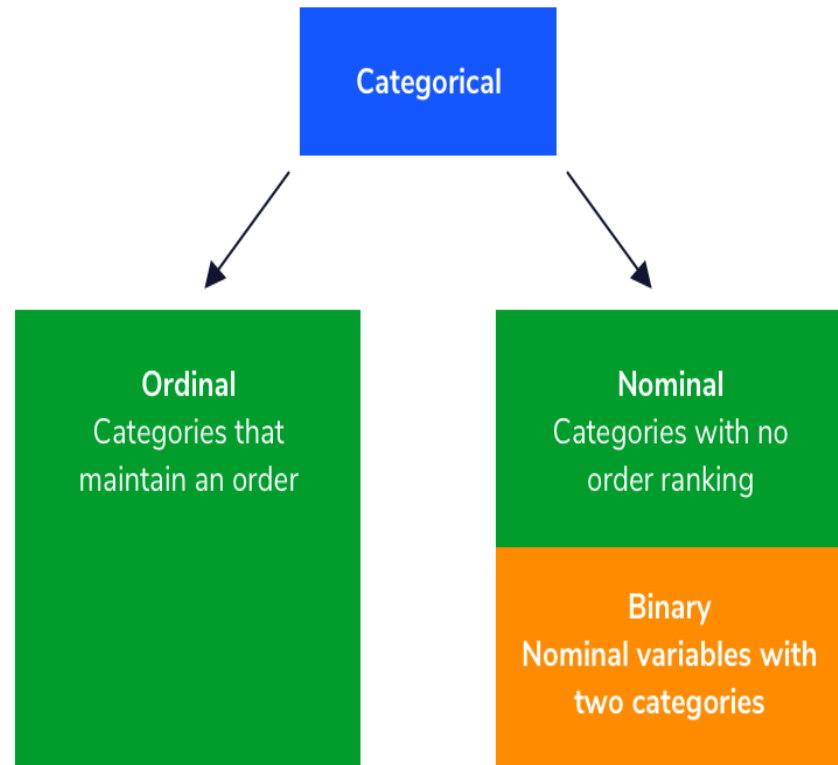 Categorical
Ordinal
Categories that
maintain an order
Nominal
Categories with no
order ranking
Binary
Nominal variables with
two categories